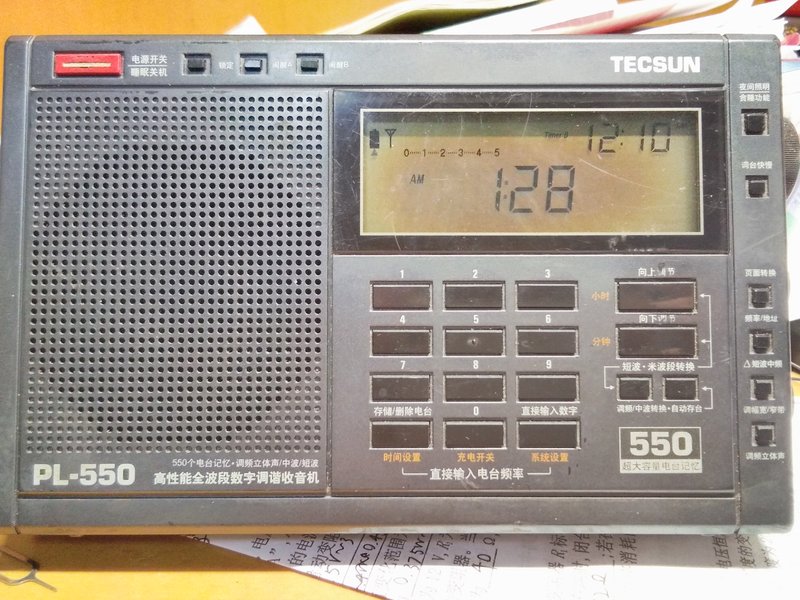 电源开关
睡眠关机
锁定
闹醒A
闹醒B
TECSUN
夜间照明
合睡功能
调台快慢
Timer B
12:10
0 1 2 3 4 5
AM
1:28
页面转换
频率/地址
短波中频
调幅宽/窄带
调频立体声
1
2
3
向上调节
小时
4
5
6
向下调节
分钟
7
8
9
短波·米波段转换
存储/删除电台
0
直接输入数字
调频/中波转换·自动存台
时间设置
充电开关
系统设置
直接输入电台频率
550
超大容量电台记忆
PL-550
550个电台记忆·调频立体声/中波/短波
高性能全波段数字调谐收音机